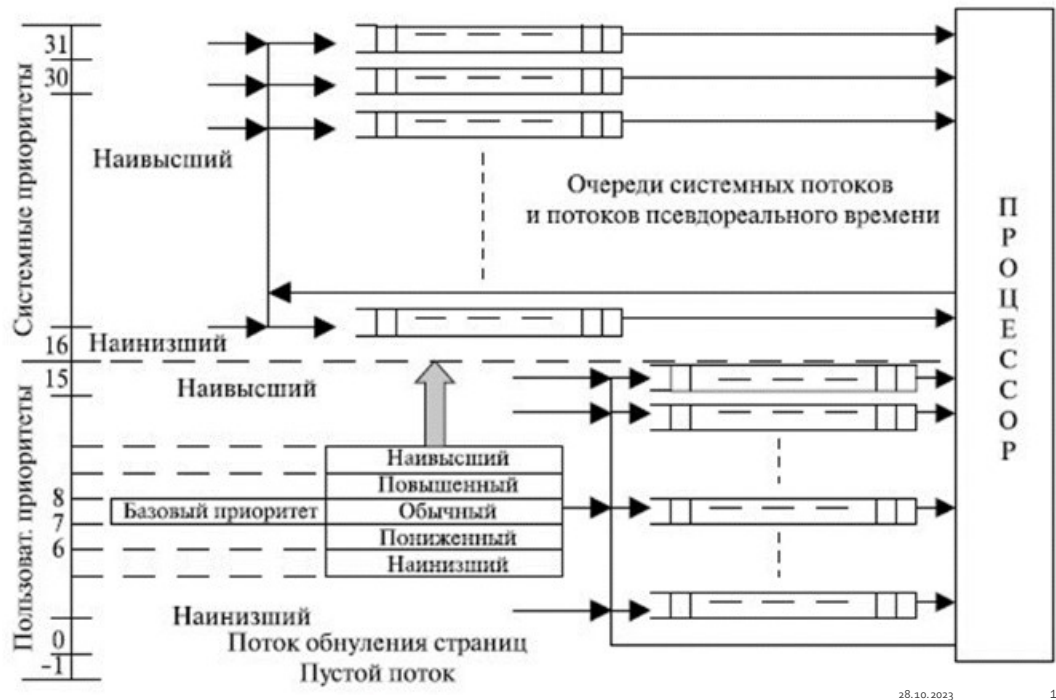 31
30
Наивысший
Системные приоритеты
Очереди системных потоков
и потоков псевдореального времени
ПРОЦЕССОР
16
Наинизший
15
Наивысший
Пользоват. приоритеты
Наивысший
Повышенный
8
Базовый приоритет
Обычный
7
Пониженный
6
Наинизший
Наинизший
0
Поток обнуления страниц
-1
Пустой поток
28.10.2023
1